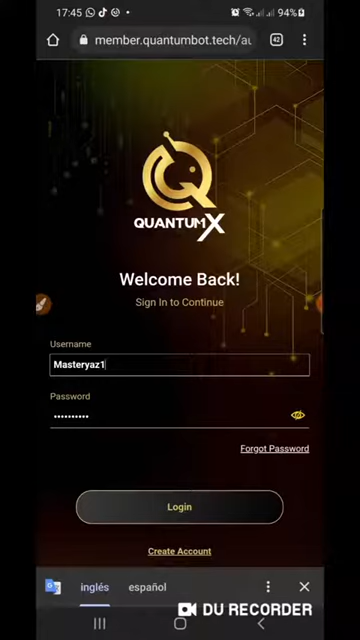 17:45
94%
member.quantumbot.tech/au
42
QUANTUM X
Welcome Back!
Sign In to Continue
Username
Masteryaz1
Password
••••••••••
Forgot Password
Login
Create Account
inglés español
DU RECORDER